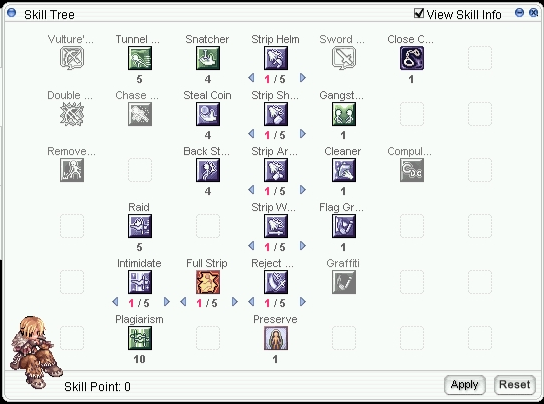 Skill Tree View Skill Info
Vulture'... Tunnel ... Snatcher Strip Helm Sword ... Close C...
5 4 1 / 5 1
Double ... Chase ... Steal Coin Strip Sh... Gangst...
4 1 / 5 1
Remove... Back St... Strip Ar... Cleaner Compul...
4 1 / 5 1
Raid Strip W... Flag Gr...
5 1 / 5 1
Intimidate Full Strip Reject ... Graffiti
1 / 5 1 / 5 1 / 5
Plagiarism Preserve
10 1
Skill Point: 0 Apply Reset